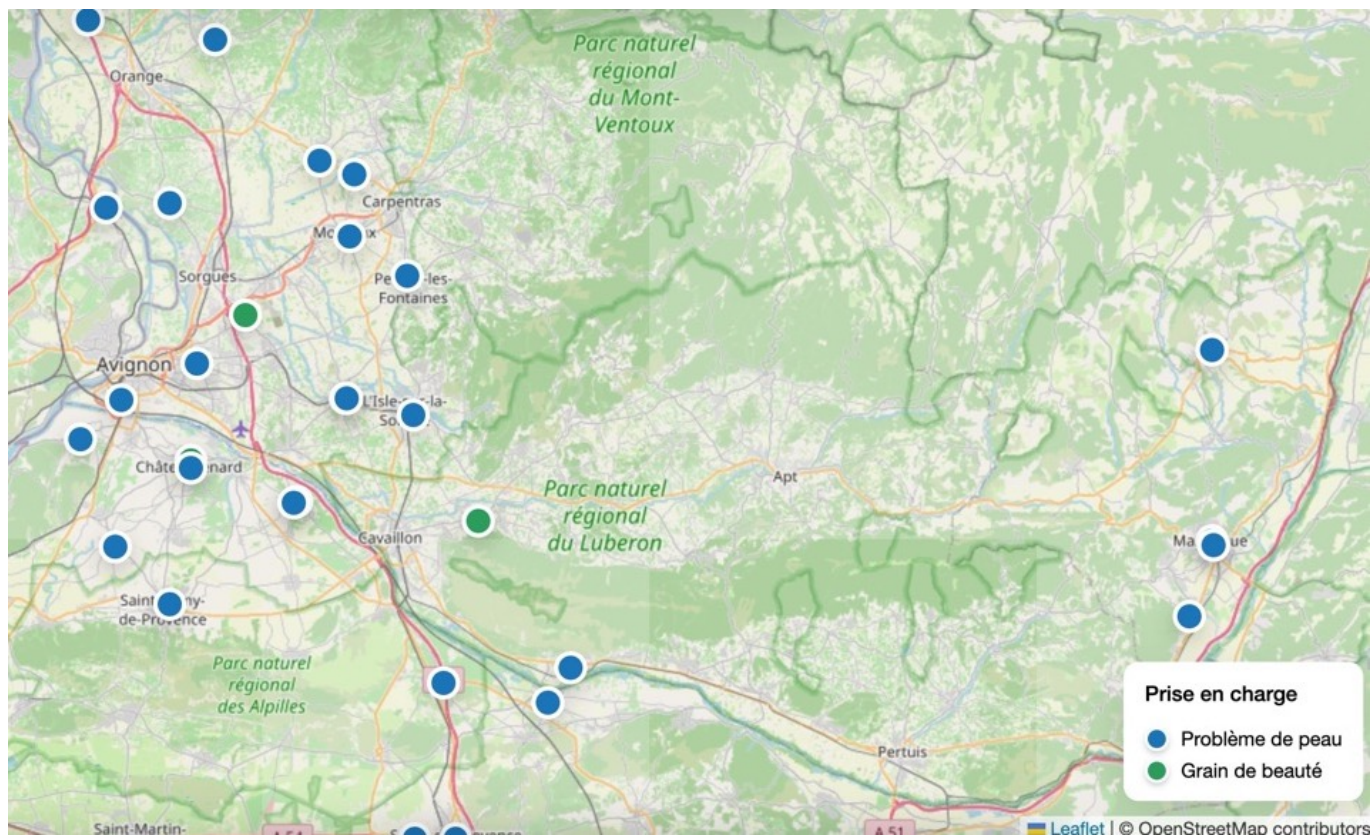 Parc naturel
régional
du Mont-
Ventoux
Orange
Carpentras
Sorgues
Fontaines
Avignon
Apt
Parc naturel
régional
du Luberon
Cavaillon
de-Provence
Parc naturel
régional
des Alpilles
Pertuis
Saint-Martin-
A 51
Prise en charge
Problème de peau
Grain de beauté
Leaflet | © OpenStreetMap contributors